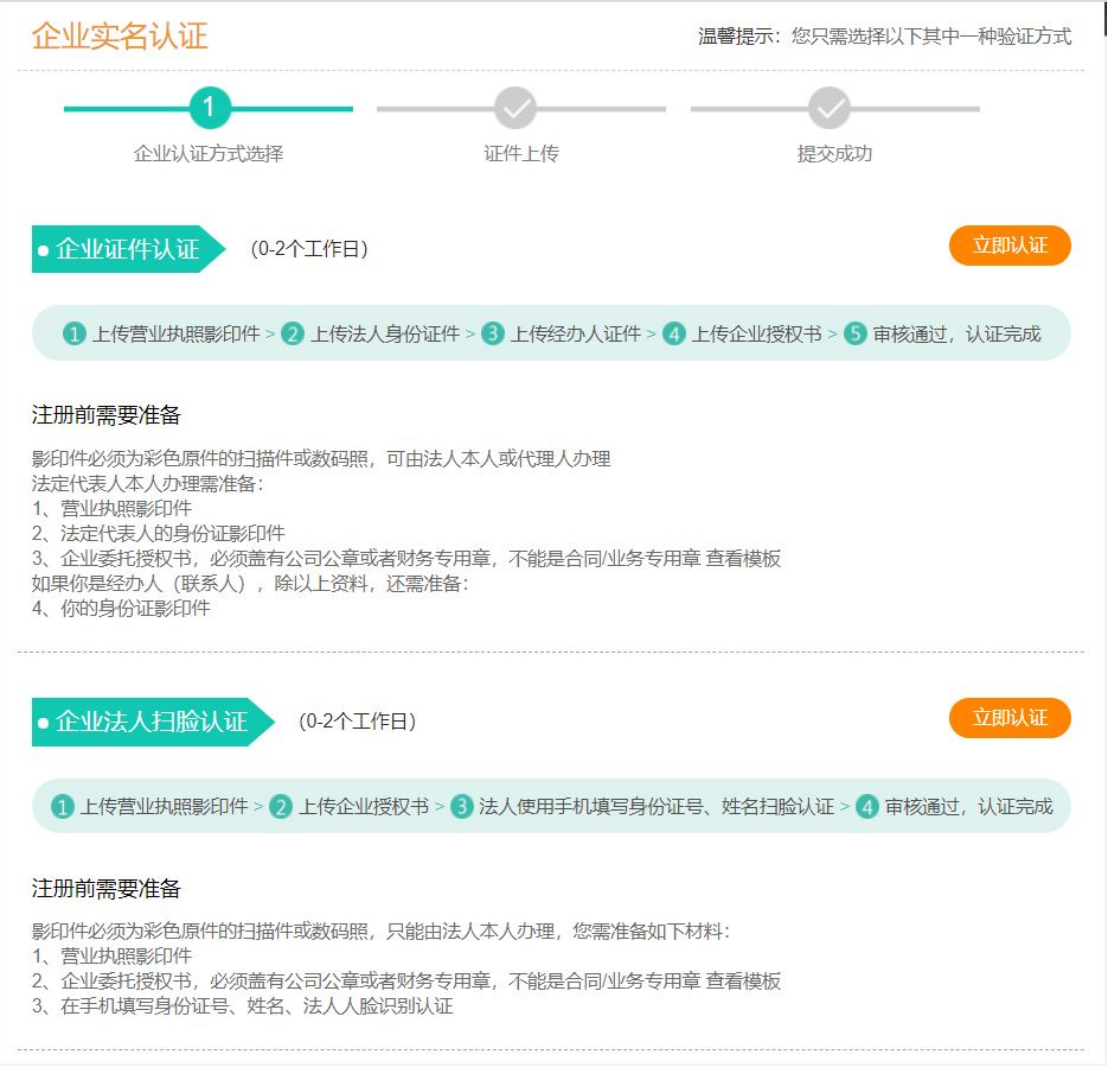 企业实名认证
温馨提示：您只需选择以下其中一种验证方式
1
企业认证方式选择
证件上传
提交成功
企业证件认证
（0-2个工作日）
立即认证
1 上传营业执照影印件 > 2 上传法人身份证件 > 3 上传经办人证件 > 4 上传企业授权书 > 5 审核通过，认证完成
注册前需要准备
影印件必须为彩色原件的扫描件或数码照，可由法人本人或代理人办理
法定代表人本人办理需准备：
1、营业执照影印件
2、法定代表人的身份证影印件
3、企业委托授权书，必须盖有公司公章或者财务专用章，不能是合同/业务专用章 查看模板
如果你是经办人（联系人），除以上资料，还需准备：
4、你的身份证影印件
企业法人扫脸认证
（0-2个工作日）
立即认证
1 上传营业执照影印件 > 2 上传企业授权书 > 3 法人使用手机填写身份证号、姓名扫脸认证 > 4 审核通过，认证完成
注册前需要准备
影印件必须为彩色原件的扫描件或数码照，只能由法人本人办理，您需准备如下材料：
1、营业执照影印件
2、企业委托授权书，必须盖有公司公章或者财务专用章，不能是合同/业务专用章 查看模板
3、在手机填写身份证号、姓名、法人人脸识别认证